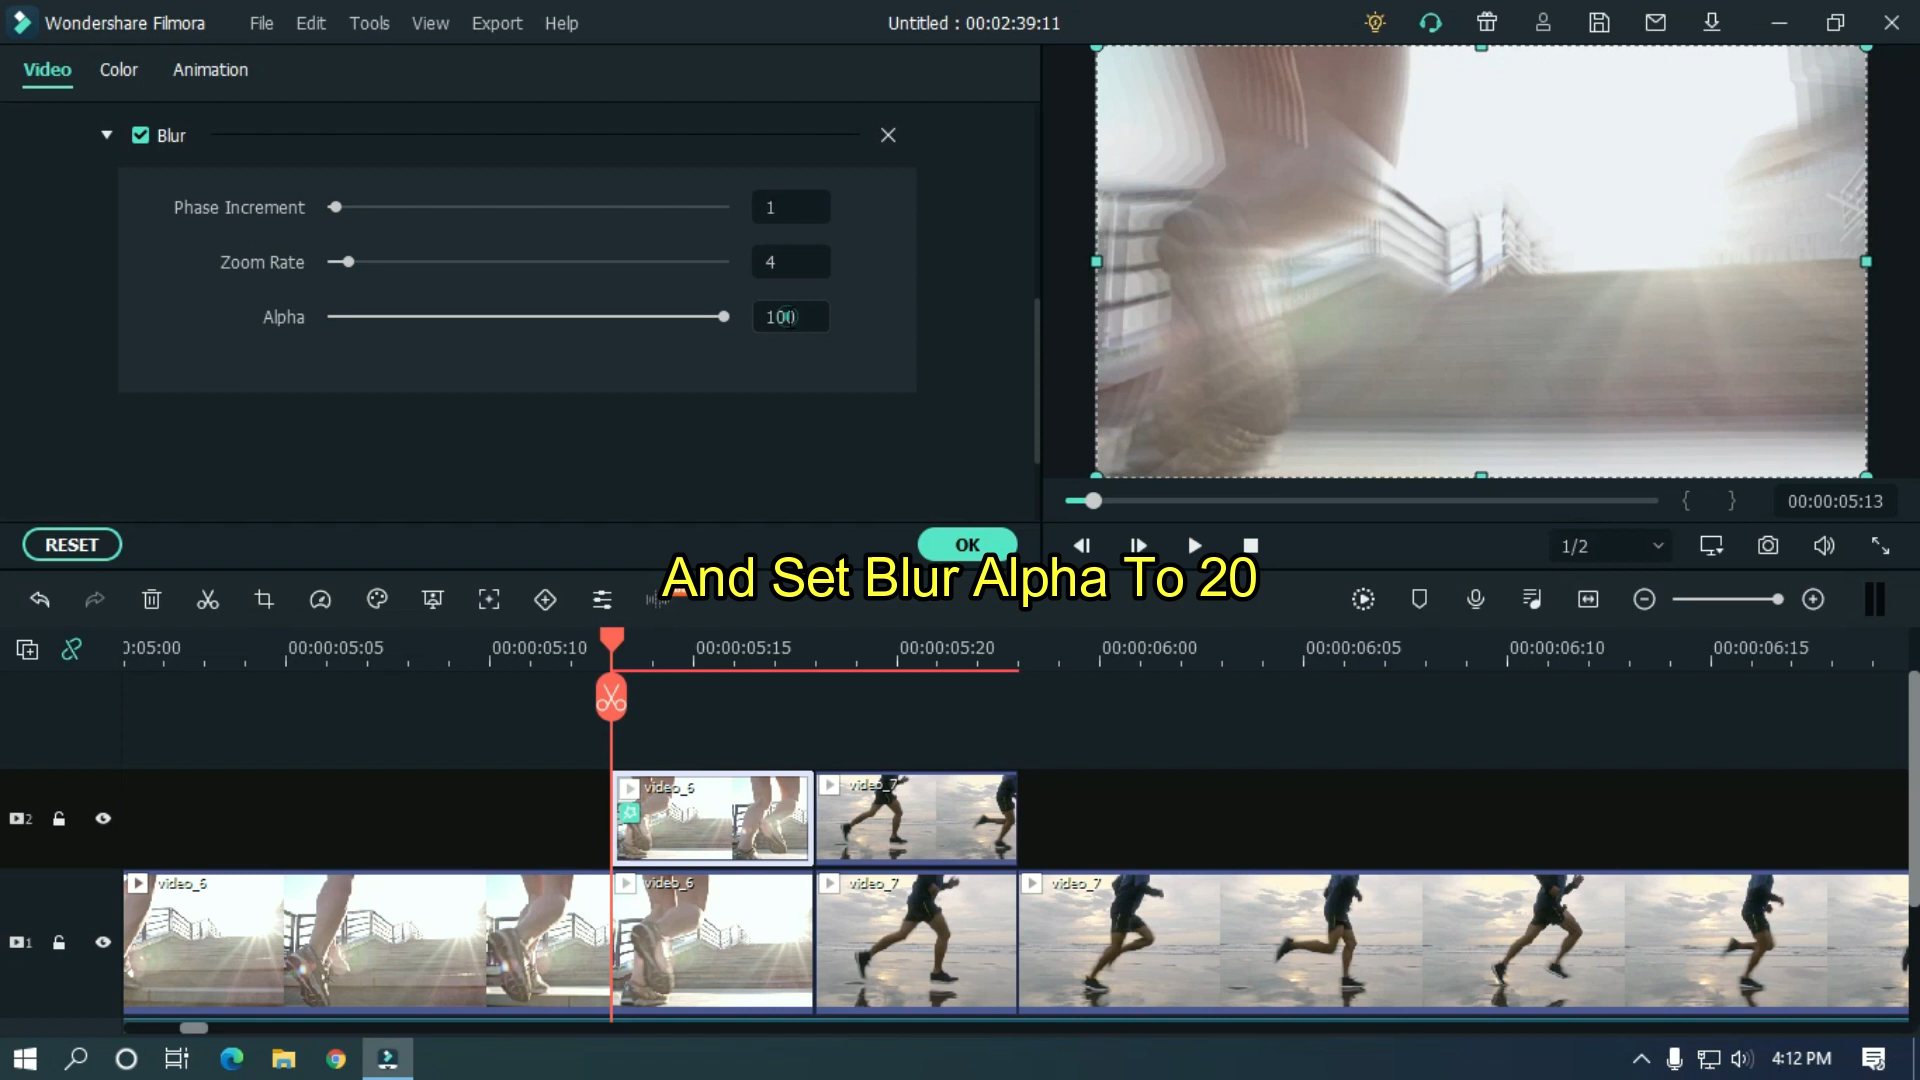 Wondershare Filmora File Edit Tools View Export Help Untitled : 00:02:39:11
Video Color Animation
Blur
Phase Increment 1
Zoom Rate 4
Alpha 100
{ } 00:00:05:13
RESET OK 1/2
And Set Blur Alpha To 20
0:05:00 00:00:05:05 00:00:05:10 00:00:05:15 00:00:05:20 00:00:06:00 00:00:06:05 00:00:06:10 00:00:06:15
video_6 video_7
2
video_6 video_6 video_7 video_7
1
4:12 PM